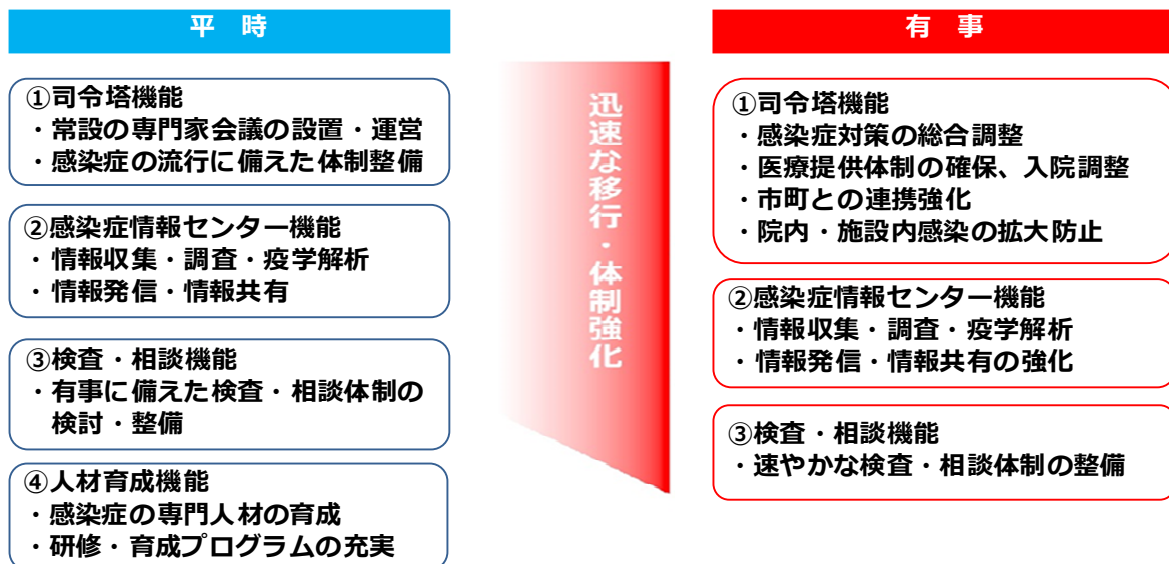 平 時
①司令塔機能
・常設の専門家会議の設置・運営
・感染症の流行に備えた体制整備
②感染症情報センター機能
・情報収集・調査・疫学解析
・情報発信・情報共有
③検査・相談機能
・有事に備えた検査・相談体制の
検討・整備
④人材育成機能
・感染症の専門人材の育成
・研修・育成プログラムの充実
迅速な移行・体制強化
有 事
①司令塔機能
・感染症対策の総合調整
・医療提供体制の確保、入院調整
・市町との連携強化
・院内・施設内感染の拡大防止
②感染症情報センター機能
・情報収集・調査・疫学解析
・情報発信・情報共有の強化
③検査・相談機能
・速やかな検査・相談体制の整備